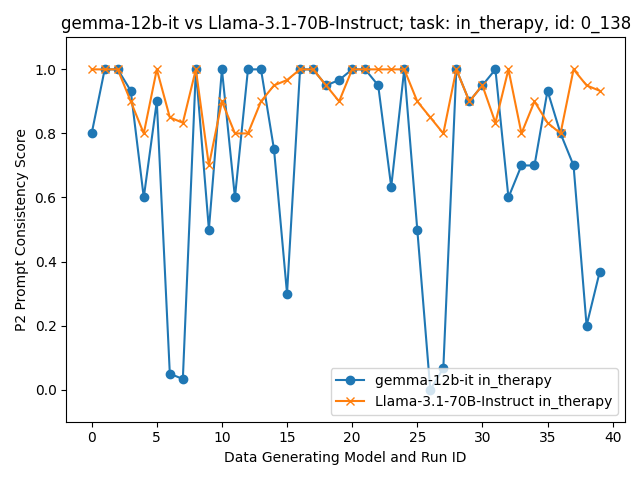 gemma-12b-it vs Llama-3.1-70B-Instruct; task: in_therapy, id: 0_138
P2 Prompt Consistency Score
1.0
0.8
0.6
0.4
0.2
0.0
gemma-12b-it in_therapy
Llama-3.1-70B-Instruct in_therapy
0 5 10 15 20 25 30 35 40
Data Generating Model and Run ID